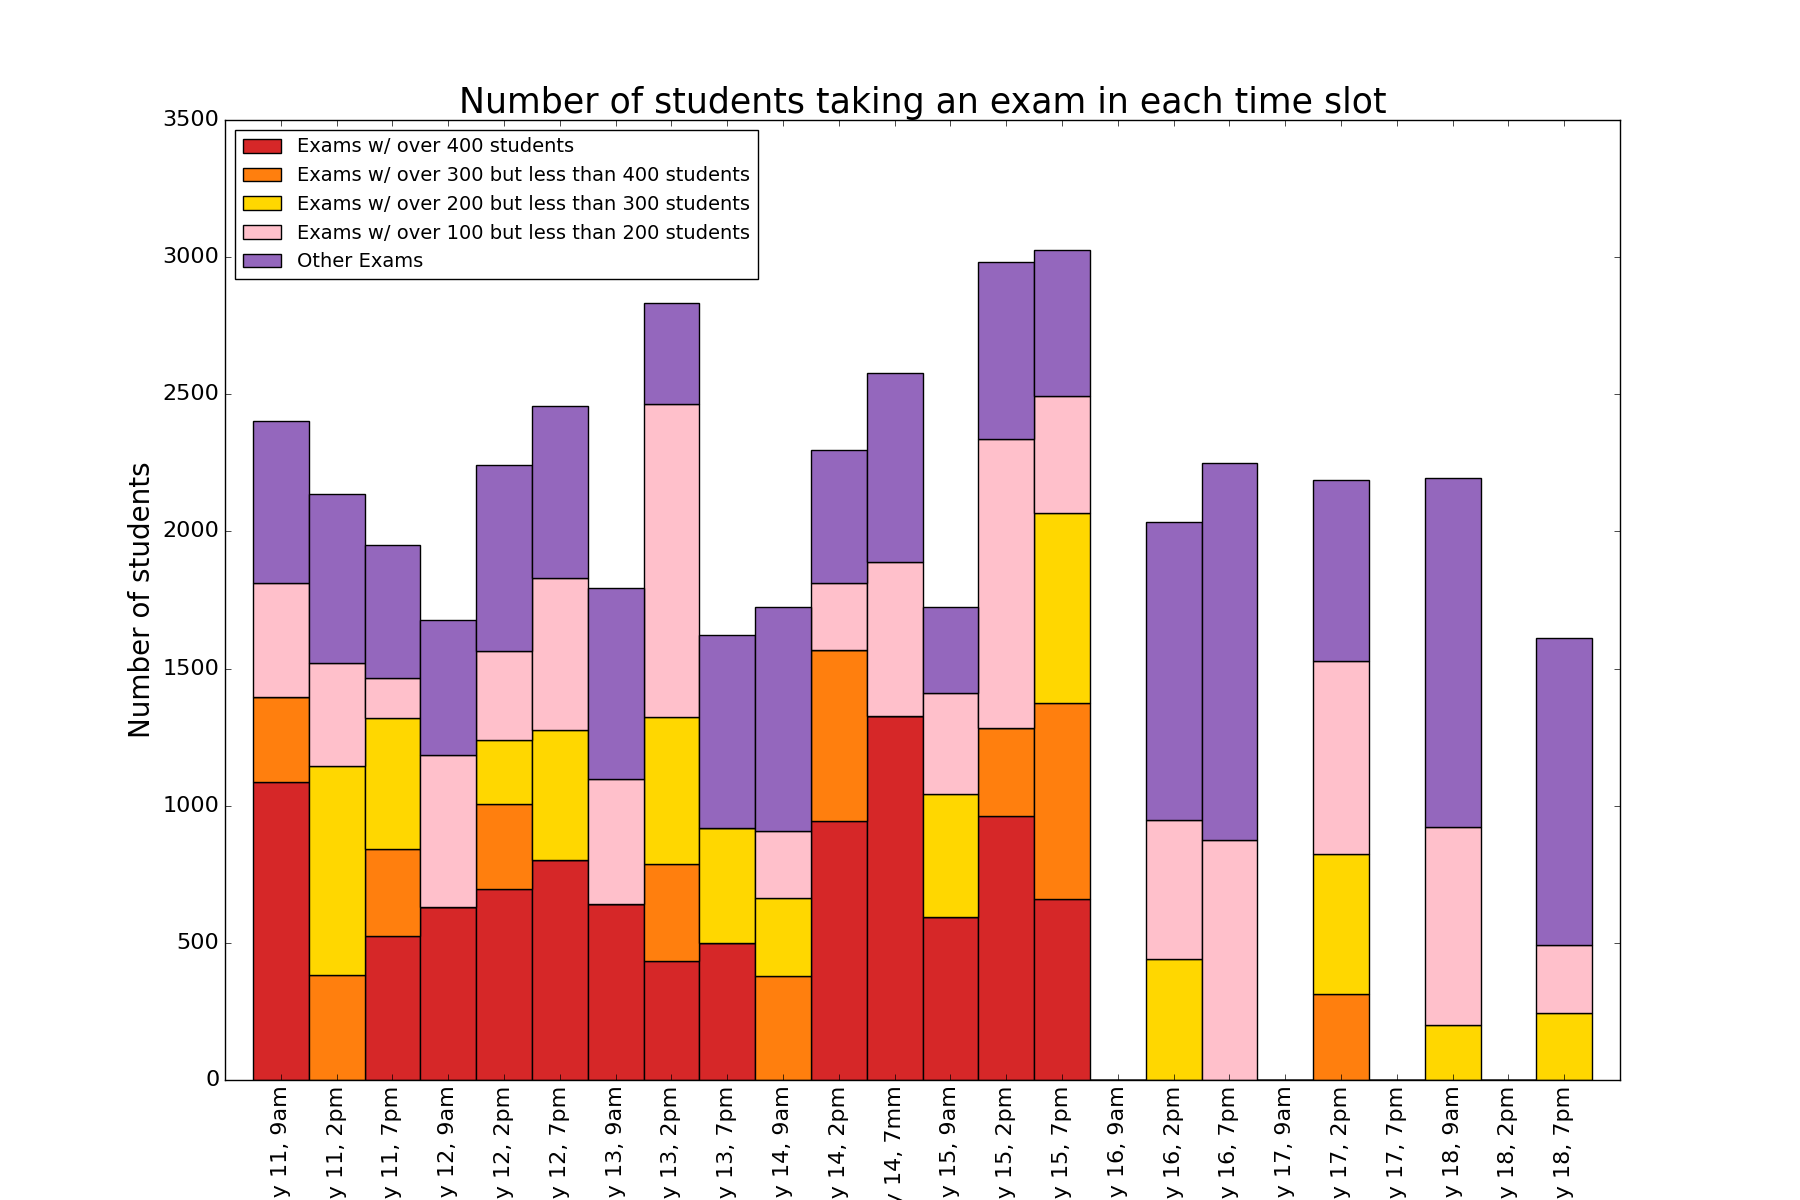 Number of students taking an exam in each time slot
Exams w/ over 400 students
Exams w/ over 300 but less than 400 students
Exams w/ over 200 but less than 300 students
Exams w/ over 100 but less than 200 students
Other Exams
3500
3000
2500
2000
1500
1000
500
0
Number of students
y 11, 9am
y 11, 2pm
y 11, 7pm
y 12, 9am
y 12, 2pm
y 12, 7pm
y 13, 9am
y 13, 2pm
y 13, 7pm
y 14, 9am
y 14, 2pm
y 14, 7mm
y 15, 9am
y 15, 2pm
y 15, 7pm
y 16, 9am
y 16, 2pm
y 16, 7pm
y 17, 9am
y 17, 2pm
y 17, 7pm
y 18, 9am
y 18, 2pm
y 18, 7pm